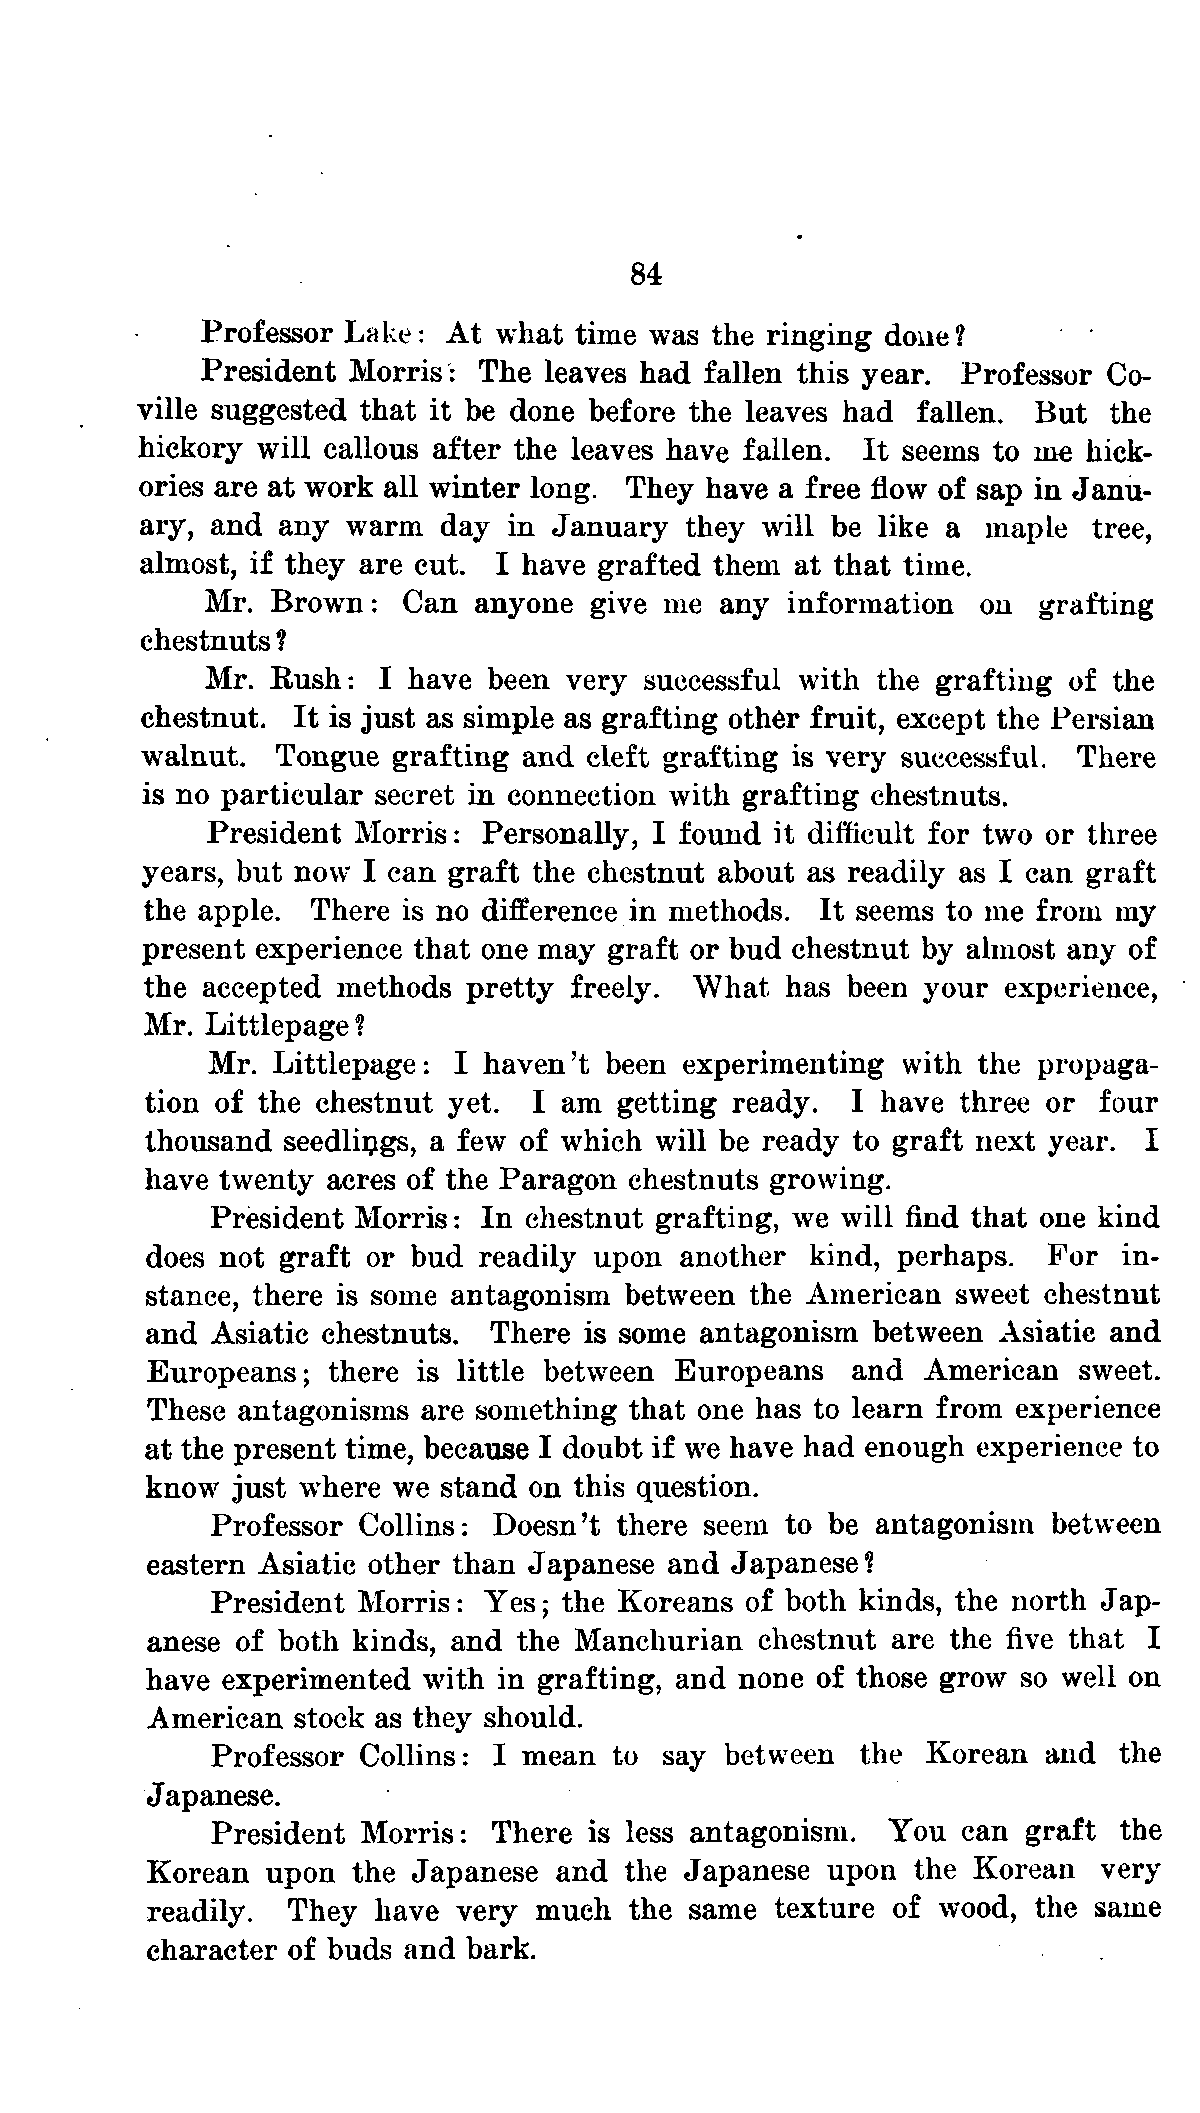 84
Professor Lake: At what time was the ringing done?
President Morris: The leaves had fallen this year. Professor Co-
ville suggested that it be done before the leaves had fallen. But the
hickory will callous after the leaves have fallen. It seems to me hick-
ories are at work all winter long. They have a free flow of sap in Janu-
ary, and any warm day in January they will be like a maple tree,
almost, if they are cut. I have grafted them at that time.
Mr. Brown: Can anyone give me any information on grafting
chestnuts?
Mr. Rush: I have been very successful with the grafting of the
chestnut. It is just as simple as grafting other fruit, except the Persian
walnut. Tongue grafting and cleft grafting is very successful. There
is no particular secret in connection with grafting chestnuts.
President Morris: Personally, I found it difficult for two or three
years, but now I can graft the chestnut about as readily as I can graft
the apple. There is no difference in methods. It seems to me from my
present experience that one may graft or bud chestnut by almost any of
the accepted methods pretty freely. What has been your experience,
Mr. Littlepage?
Mr. Littlepage: I haven't been experimenting with the propaga-
tion of the chestnut yet. I am getting ready. I have three or four
thousand seedlings, a few of which will be ready to graft next year. I
have twenty acres of the Paragon chestnuts growing.
President Morris: In chestnut grafting, we will find that one kind
does not graft or bud readily upon another kind, perhaps. For in-
stance, there is some antagonism between the American sweet chestnut
and Asiatic chestnuts. There is some antagonism between Asiatic and
Europeans; there is little between Europeans and American sweet.
These antagonisms are something that one has to learn from experience
at the present time, because I doubt if we have had enough experience to
know just where we stand on this question.
Professor Collins: Doesn't there seem to be antagonism between
eastern Asiatic other than Japanese and Japanese?
President Morris: Yes; the Koreans of both kinds, the north Jap-
anese of both kinds, and the Manchurian chestnut are the five that I
have experimented with in grafting, and none of those grow so well on
American stock as they should.
Professor Collins: I mean to say between the Korean and the
Japanese.
President Morris: There is less antagonism. You can graft the
Korean upon the Japanese and the Japanese upon the Korean very
readily. They have very much the same texture of wood, the same
character of buds and bark.